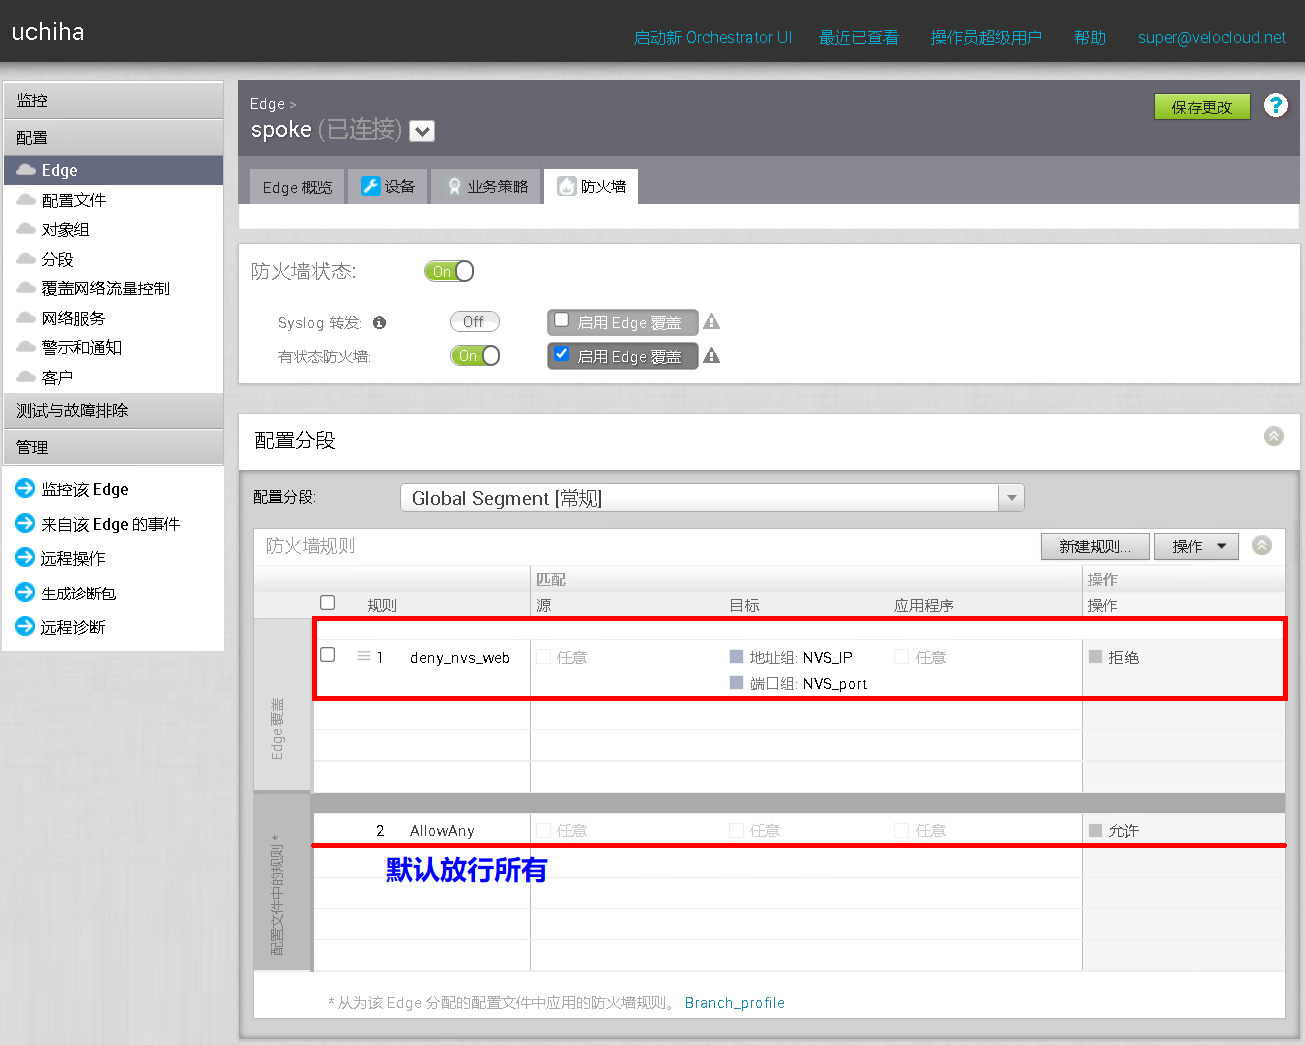 uchiha
启动新 Orchestrator UI 最近已查看 操作员超级用户 帮助 super@velocloud.net
监控
配置
Edge
配置文件
对象组
分段
覆盖网络流量控制
网络服务
警示和通知
客户
测试与故障排除
管理
监控该 Edge
来自该 Edge 的事件
远程操作
生成诊断包
远程诊断
Edge >
spoke (已连接)
保存更改 ?
Edge 概览 设备 业务策略 防火墙
防火墙状态: On
Syslog 转发: Off 启用 Edge 覆盖
有状态防火墙: On 启用 Edge 覆盖
配置分段
配置分段: Global Segment [常规]
防火墙规则 新建规则... 操作
匹配 操作
规则 源 目标 应用程序 操作
Edge 覆盖
1 deny_nvs_web 任意 地址组: NVS_IP 任意 拒绝
端口组: NVS_port
配置文件中的规则 *
2 AllowAny 任意 任意 任意 允许
默认放行所有
* 从为该 Edge 分配的配置文件中应用的防火墙规则。 Branch_profile